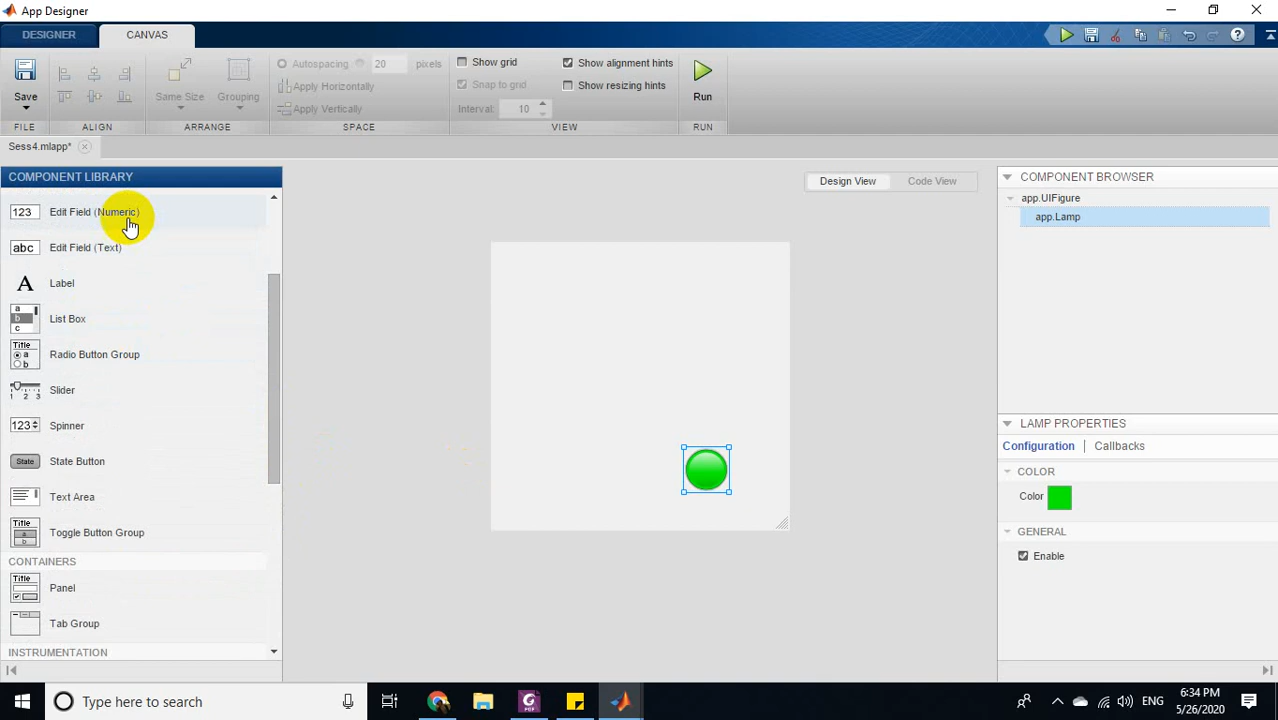 App Designer
DESIGNER
CANVAS
Save
FILE
ALIGN
Same Size
Grouping
ARRANGE
Autospacing
20
pixels
Apply Horizontally
Apply Vertically
SPACE
Show grid
Snap to grid
Interval:
10
Show alignment hints
Show resizing hints
VIEW
Run
RUN
Sess4.mlapp*
COMPONENT LIBRARY
123
Edit Field (Numeric)
abc
Edit Field (Text)
A
Label
a
b
c
List Box
Title
a
b
Radio Button Group
1 2 3
Slider
123
Spinner
State
State Button
Text Area
Title
a
b
Toggle Button Group
CONTAINERS
Title
Panel
Tab Group
INSTRUMENTATION
Design View
Code View
COMPONENT BROWSER
app.UIFigure
app.Lamp
LAMP PROPERTIES
Configuration
Callbacks
COLOR
Color
GENERAL
Enable
Type here to search
ENG
6:34 PM
5/26/2020